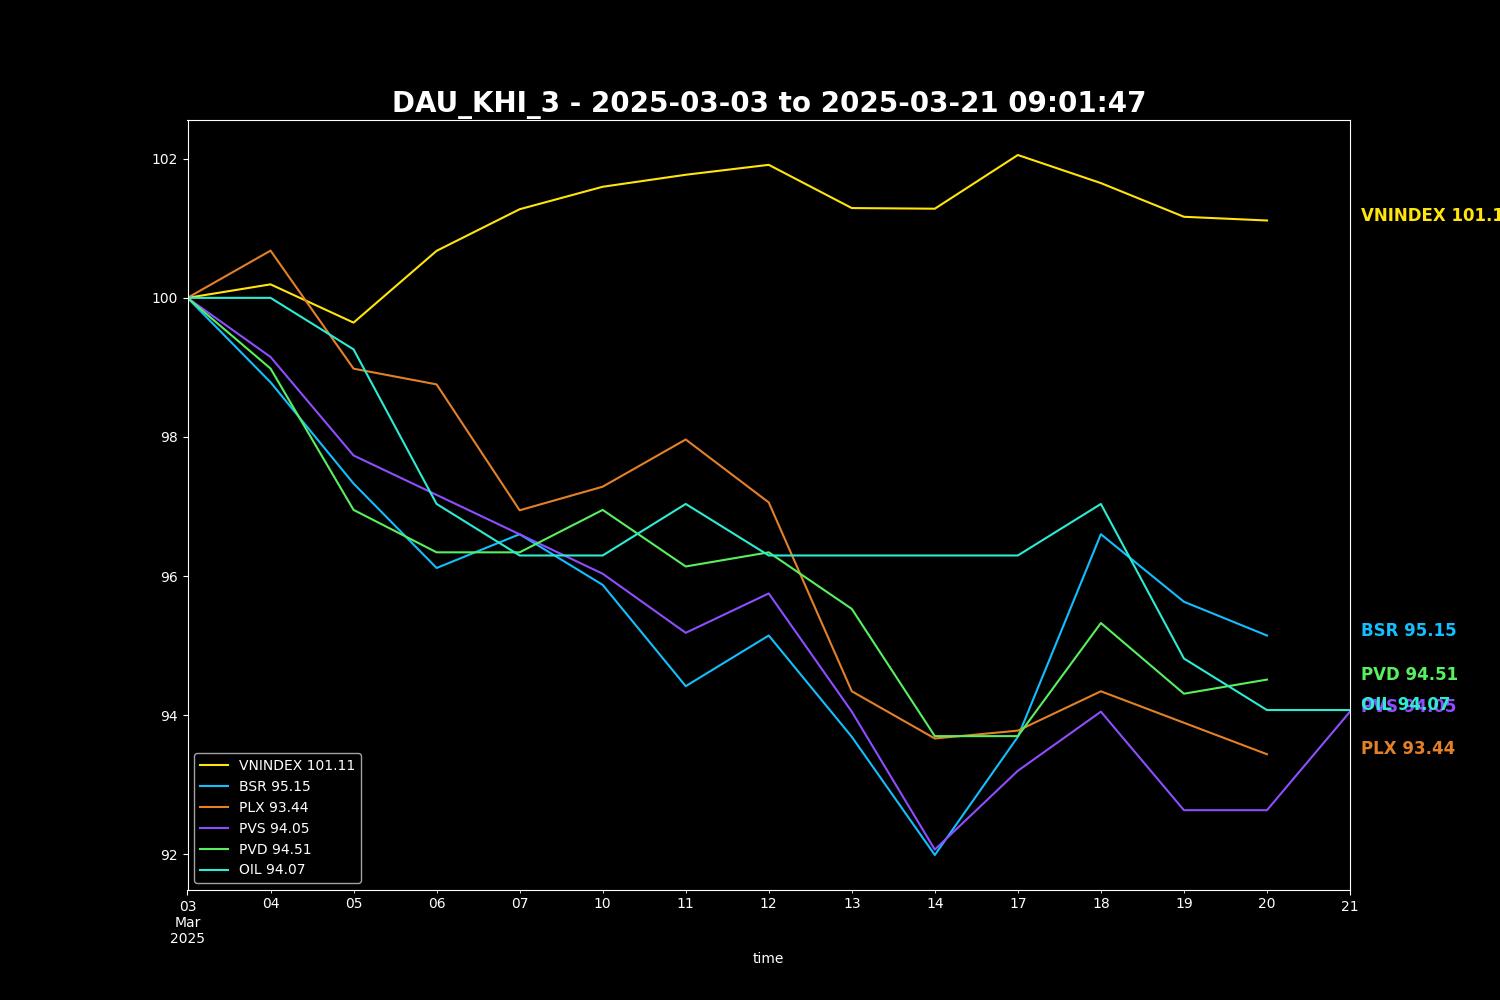 DAU_KHI_3 - 2025-03-03 to 2025-03-21 09:01:47
102
100
98
96
94
92
VNINDEX 101.1
BSR 95.15
PVD 94.51
OIL 94.07
PVS 94.05
PLX 93.44
VNINDEX 101.11
BSR 95.15
PLX 93.44
PVS 94.05
PVD 94.51
OIL 94.07
03 04 05 06 07 10 11 12 13 14 17 18 19 20 21
Mar
2025
time